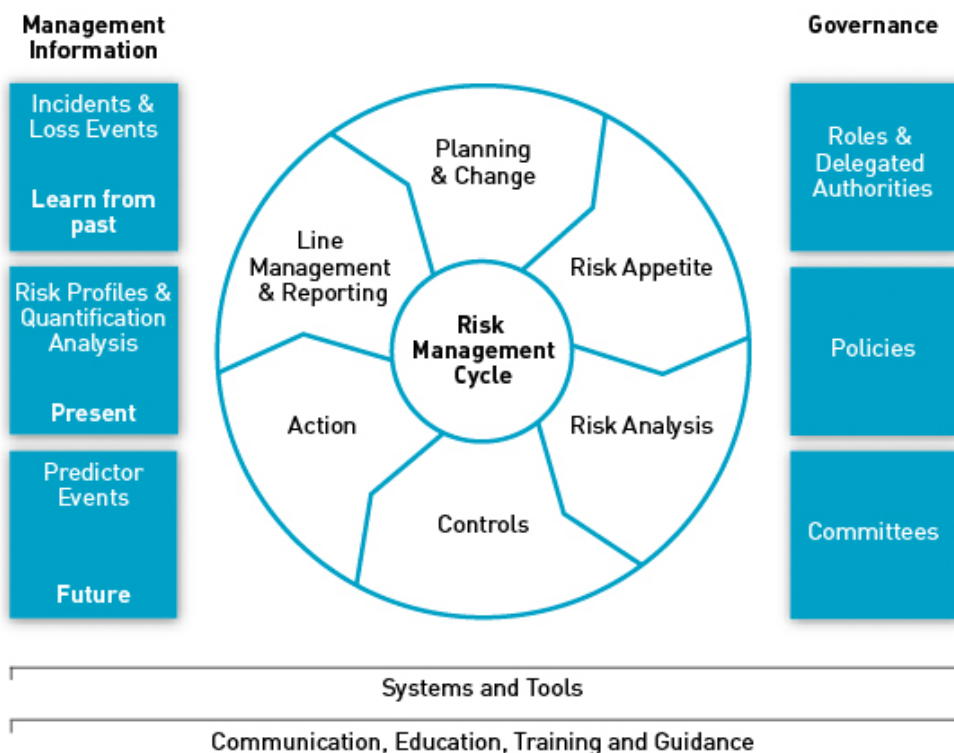 Management
Information
Governance
Incidents &
Loss Events
Learn from
past
Risk Profiles &
Quantification
Analysis
Present
Predictor
Events
Future
Planning
& Change
Risk Appetite
Risk Analysis
Controls
Action
Line
Management
& Reporting
Risk
Management
Cycle
Roles &
Delegated
Authorities
Policies
Committees
Systems and Tools
Communication, Education, Training and Guidance